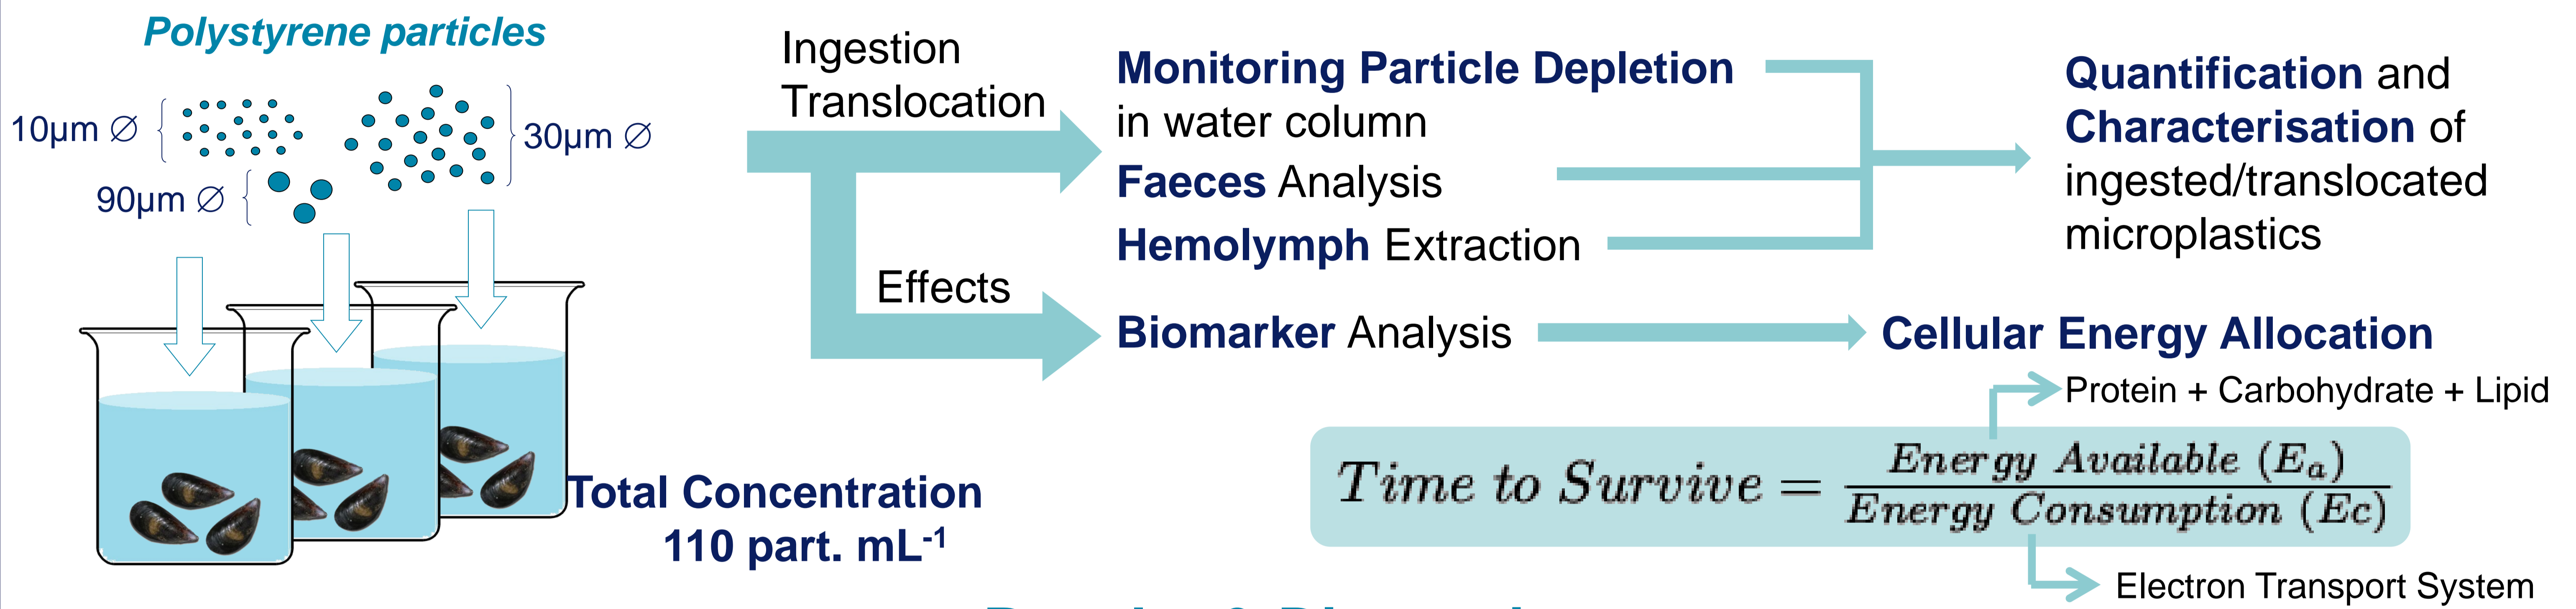 Polystyrene particles
10µm ∅
30µm ∅
90µm ∅
Total Concentration
110 part. mL⁻¹
Ingestion
Translocation
Effects
Monitoring Particle Depletion
in water column
Faeces Analysis
Hemolymph Extraction
Biomarker Analysis
Quantification and
Characterisation of
ingested/translocated
microplastics
Cellular Energy Allocation
Protein + Carbohydrate + Lipid
Time to Survive = Energy Available (Eₐ)
Energy Consumption (Ec)
Electron Transport System